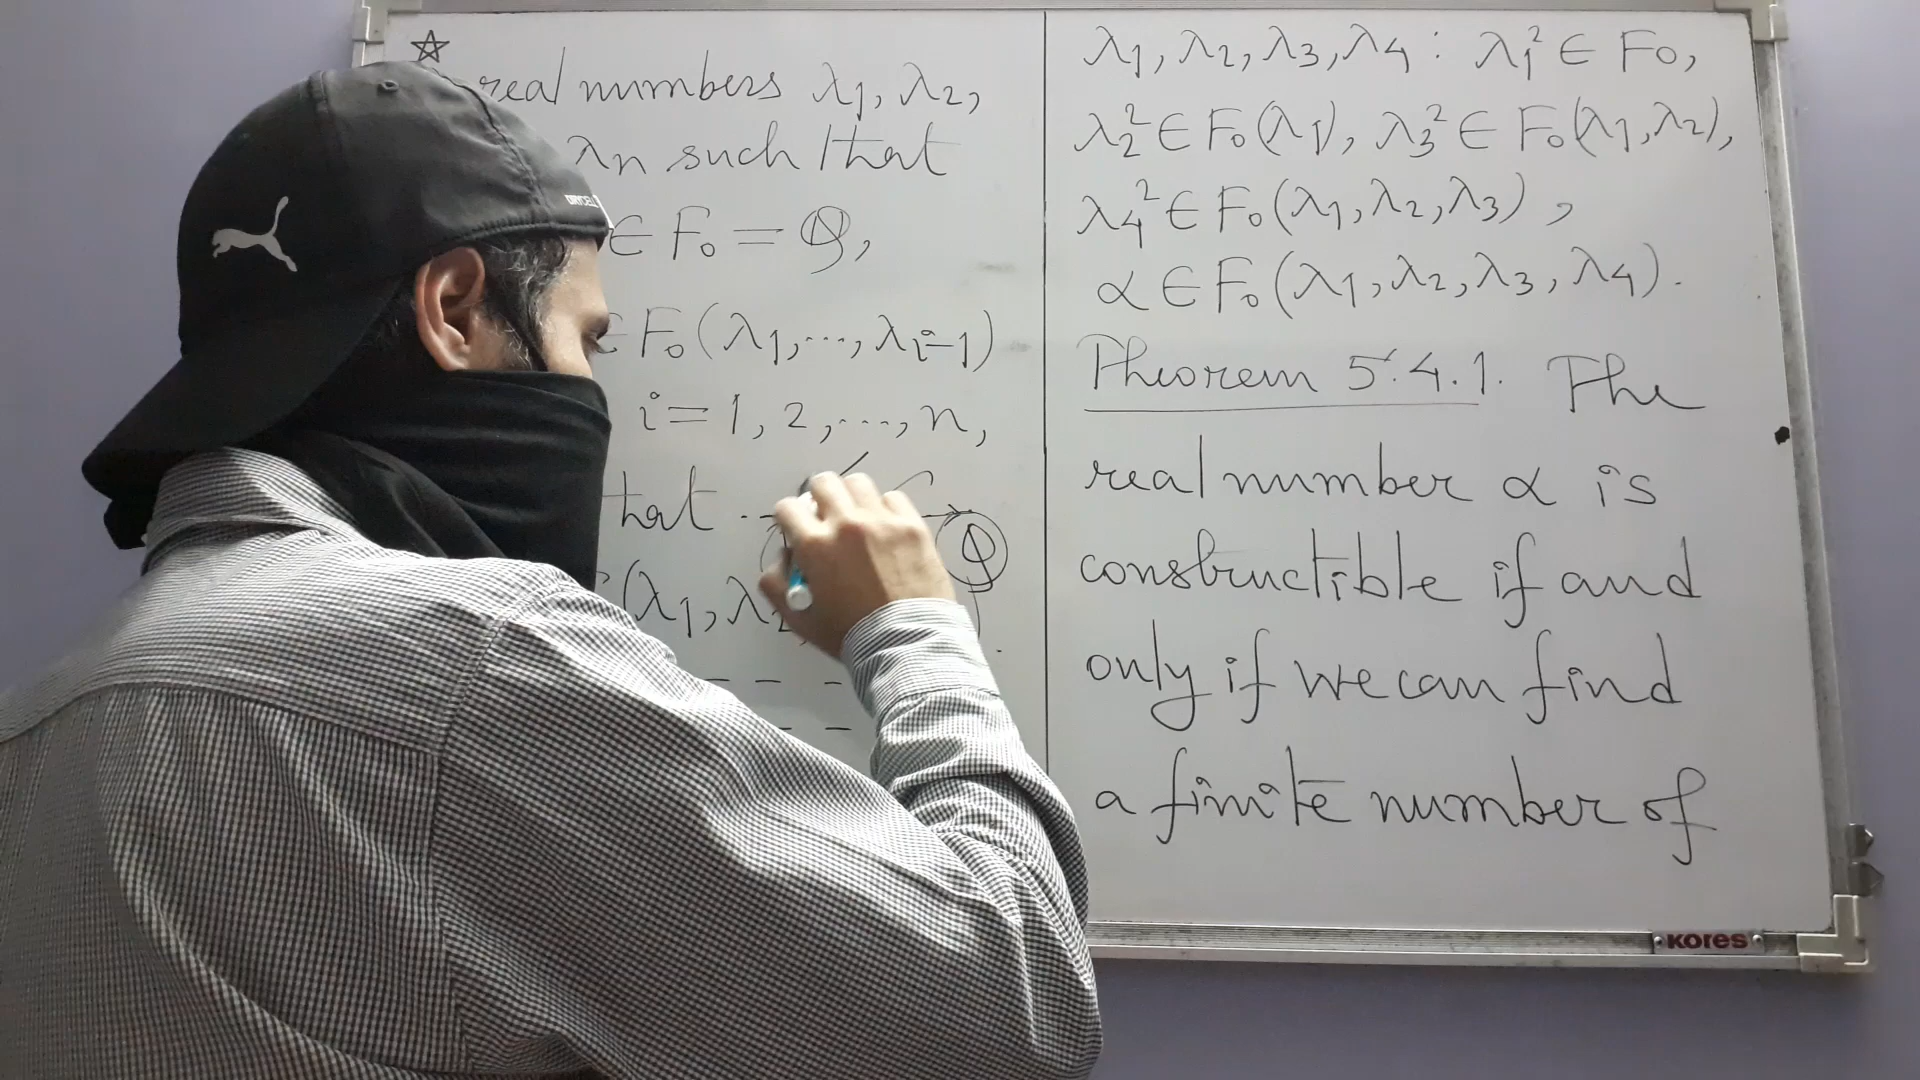 ☆
real numbers λ1, λ2,
λn such that
∈ F₀ = ℚ,
∈ F₀(λ1,..., λi-1)
i = 1, 2,..., n,
hat
(λ1, λ2
ℚ
λ1, λ2, λ3, λ4 : λ1² ∈ F₀,
λ2² ∈ F₀(λ1), λ3² ∈ F₀(λ1, λ2),
λ4² ∈ F₀(λ1, λ2, λ3),
α ∈ F₀(λ1, λ2, λ3, λ4).
Theorem 5.4.1. The
real number α is
constructible if and
only if we can find
a finite number of
kores
DRYCELL